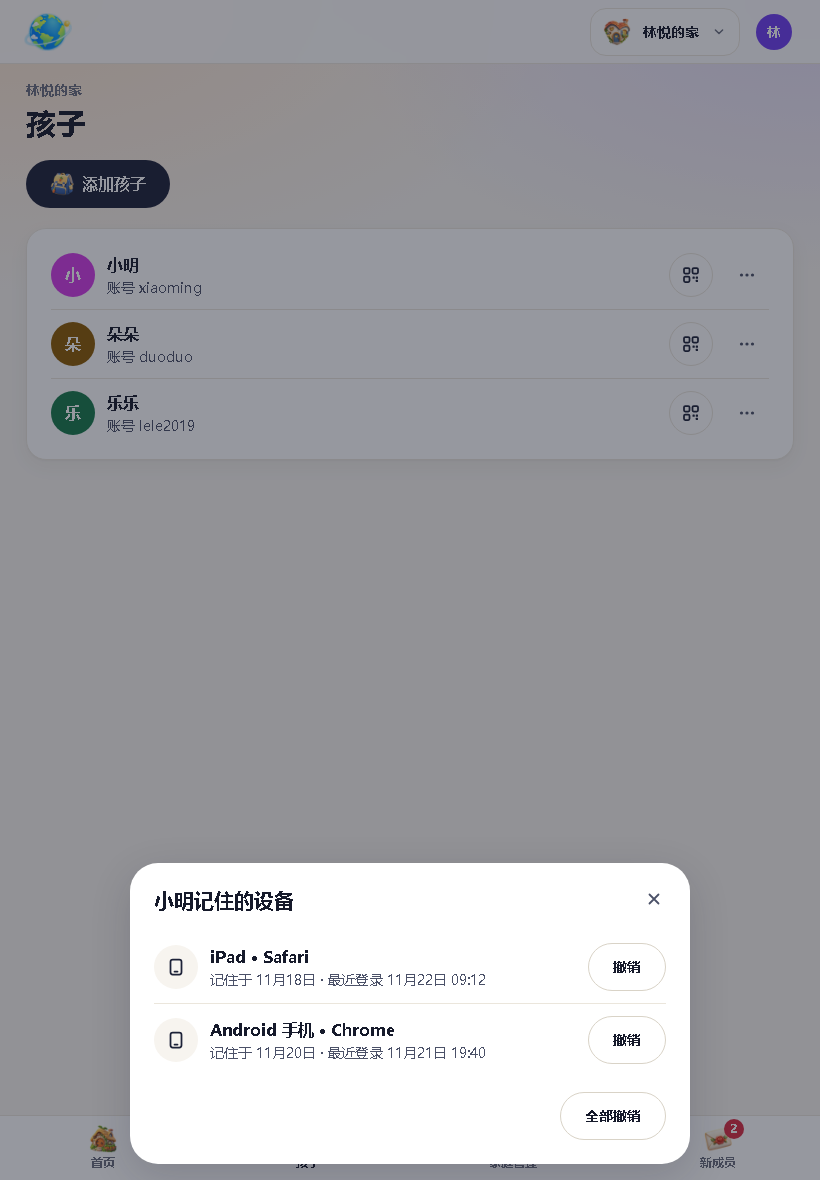 林悦的家
林
林悦的家
孩子
添加孩子
小
小明
账号 xiaoming
朵
朵朵
账号 duoduo
乐
乐乐
账号 lele2019
小明记住的设备
iPad • Safari
记住于 11月18日 · 最近登录 11月22日 09:12
撤销
Android 手机 • Chrome
记住于 11月20日 · 最近登录 11月21日 19:40
撤销
全部撤销
首页
孩子
2
新成员